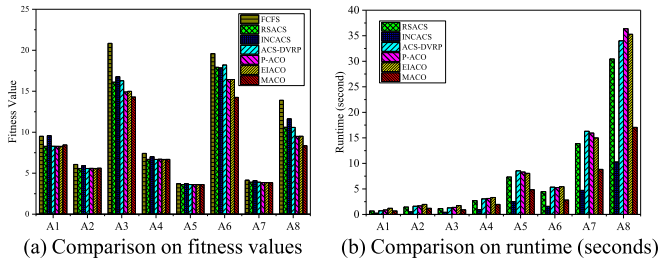 25
20
15
10
5
0
Fitness Value
FCFS
RSACS
INCACS
ACS-DVRP
P-ACO
EIACO
MACO
A1 A2 A3 A4 A5 A6 A7 A8
(a) Comparison on fitness values
40
35
30
25
20
15
10
5
0
Runtime (second)
RSACS
INCACS
ACS-DVRP
P-ACO
EIACO
MACO
A1 A2 A3 A4 A5 A6 A7 A8
(b) Comparison on runtime (seconds)